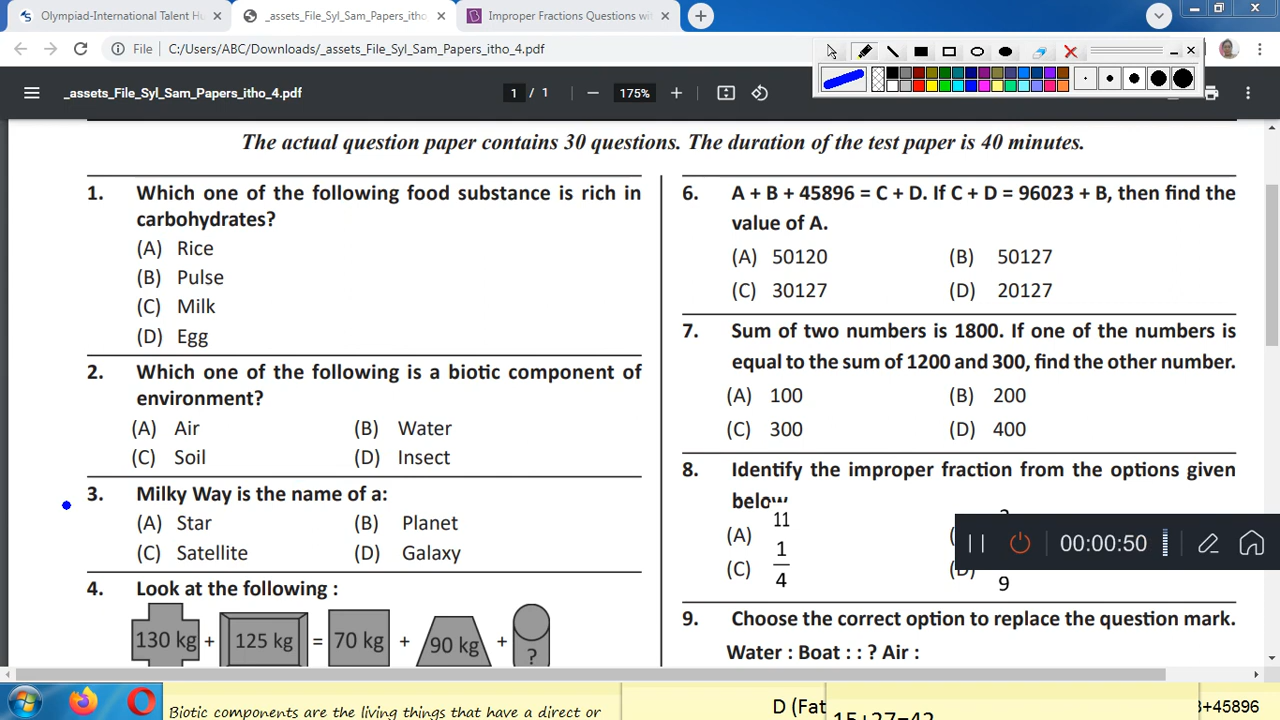 Olympiad-International Talent Hu
_assets_File_Syl_Sam_Papers_itho
Improper Fractions Questions wit
File
C:/Users/ABC/Downloads/_assets_File_Syl_Sam_Papers_itho_4.pdf
_assets_File_Syl_Sam_Papers_itho_4.pdf
1 / 1
175%
The actual question paper contains 30 questions. The duration of the test paper is 40 minutes.
1. Which one of the following food substance is rich in
carbohydrates?
(A) Rice
(B) Pulse
(C) Milk
(D) Egg
2. Which one of the following is a biotic component of
environment?
(A) Air (B) Water
(C) Soil (D) Insect
3. Milky Way is the name of a:
(A) Star (B) Planet
(C) Satellite (D) Galaxy
4. Look at the following :
130 kg + 125 kg = 70 kg + 90 kg + ?
6. A + B + 45896 = C + D. If C + D = 96023 + B, then find the
value of A.
(A) 50120 (B) 50127
(C) 30127 (D) 20127
7. Sum of two numbers is 1800. If one of the numbers is
equal to the sum of 1200 and 300, find the other number.
(A) 100 (B) 200
(C) 300 (D) 400
8. Identify the improper fraction from the options given
below
(A) 11
(C) 1/4 (D) 9
00:00:50
9. Choose the correct option to replace the question mark.
Water : Boat : : ? Air :
Biotic components are the living things that have a direct or
D (Fat
15+27=42
+45896